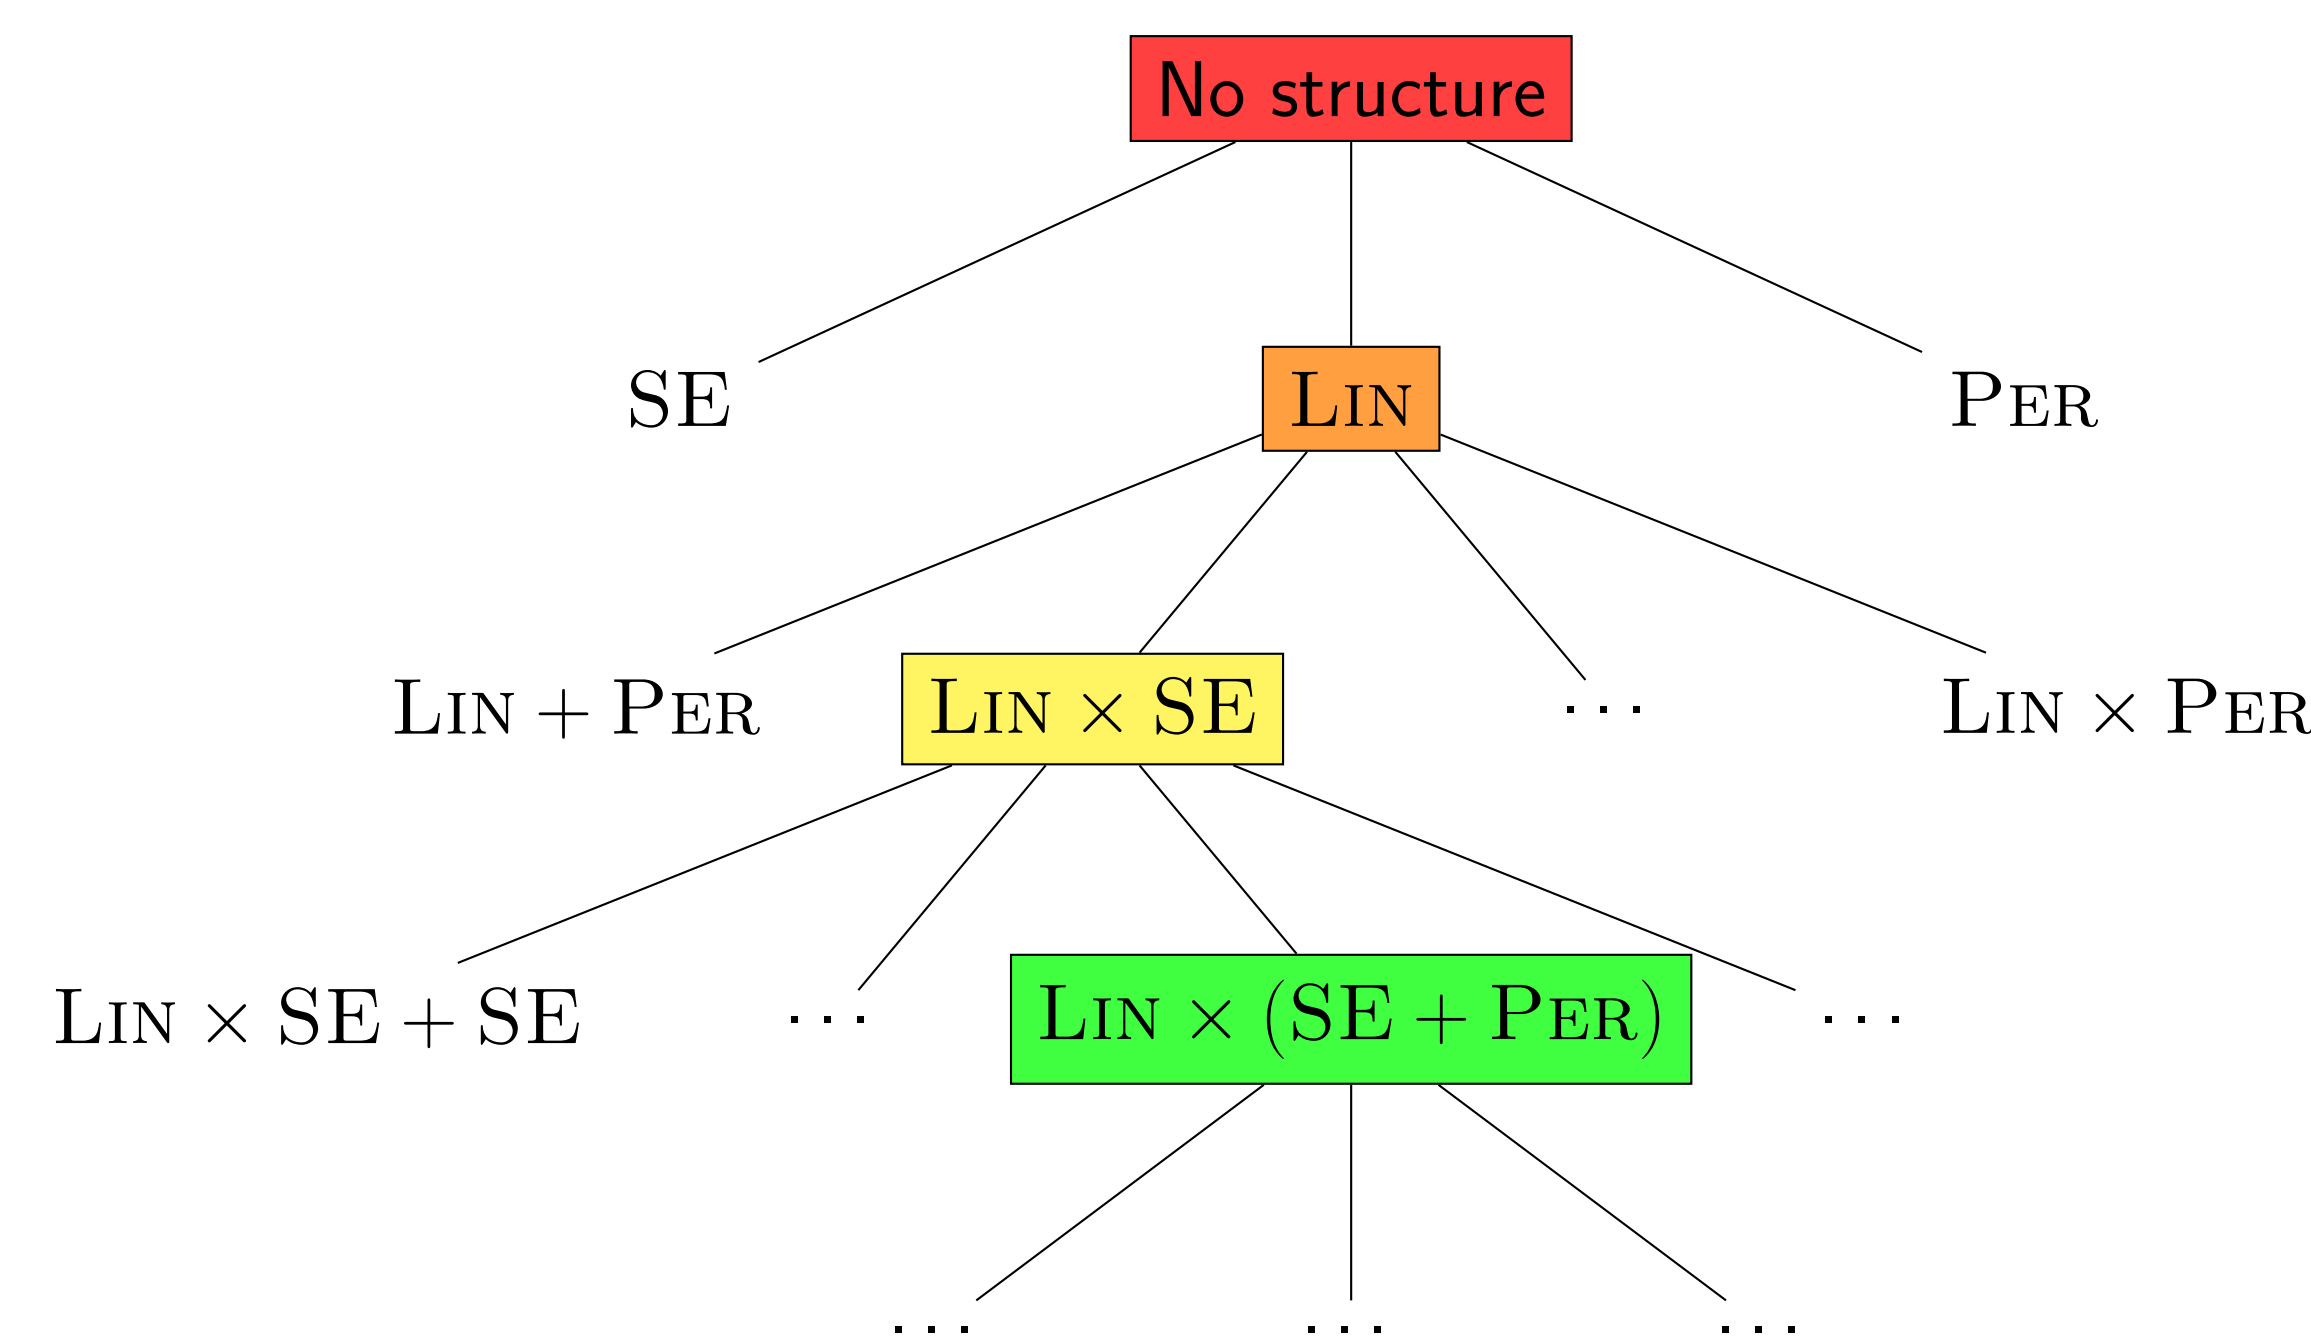 No structure
SE Lin Per
Lin + Per Lin × SE . . . Lin × Per
Lin × SE + SE . . . Lin × (SE + Per) . . .
. . . . . . . . .